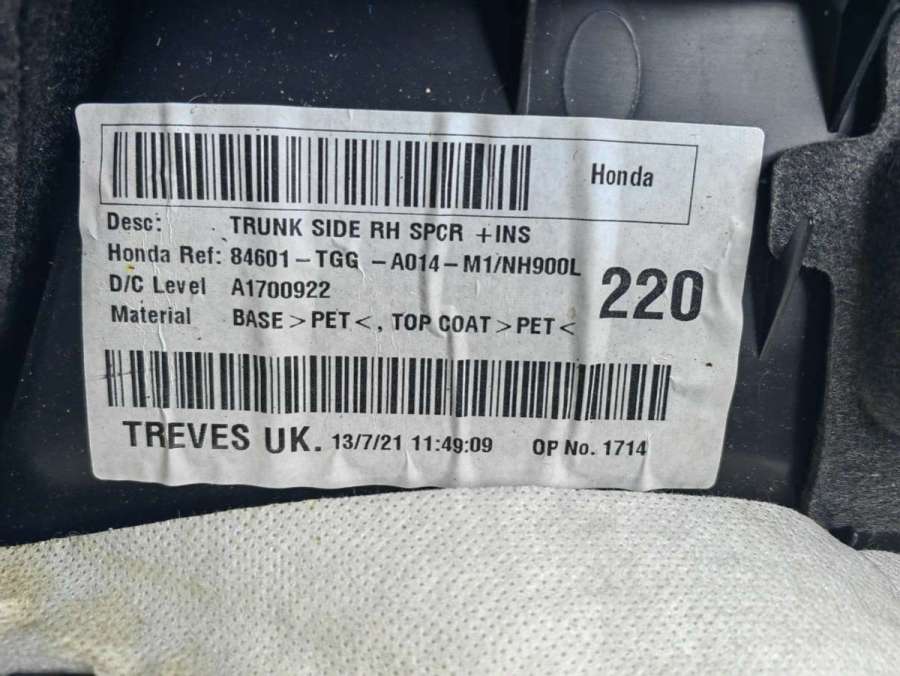 Honda
Desc: TRUNK SIDE RH SPCR +INS
Honda Ref: 84601-TGG -A014-M1/NH900L
D/C Level A1700922
220
Material BASE >PET<, TOP COAT >PET<
TREVES UK. 13/7/21 11:49:09 OP No. 1714